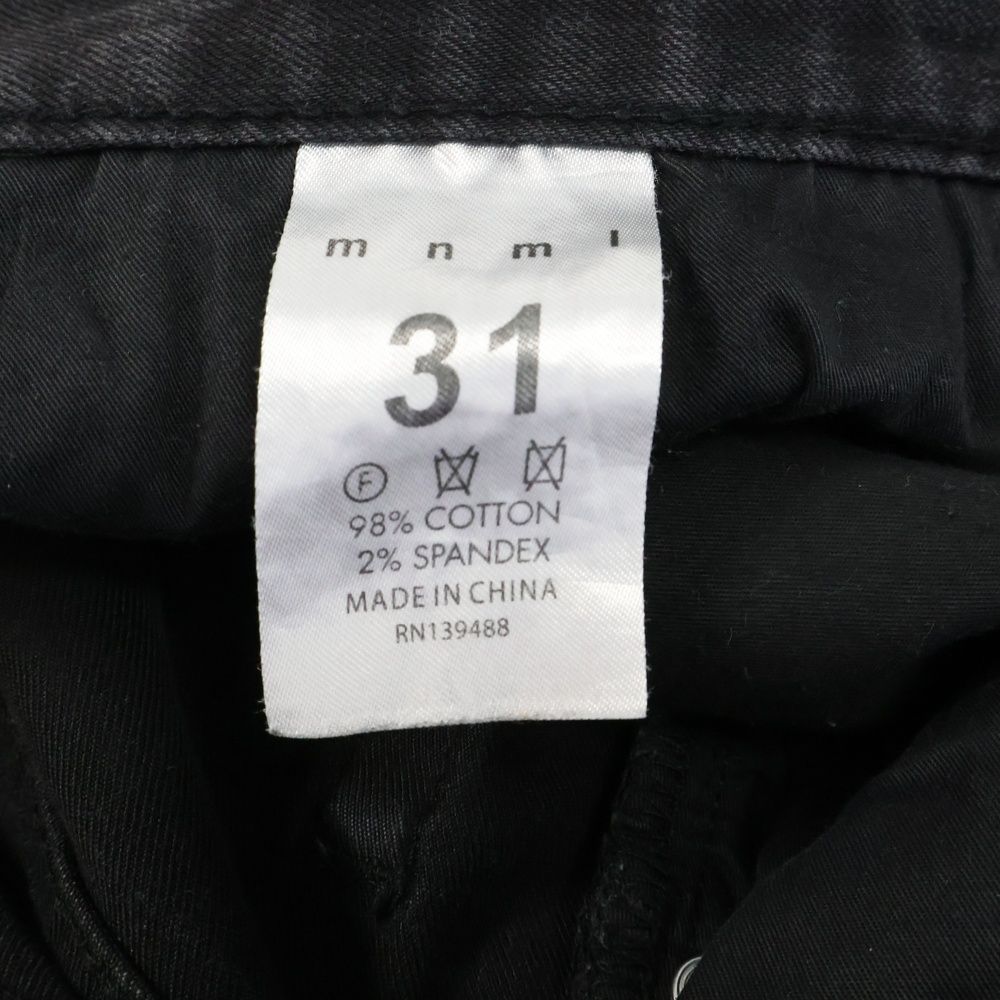 m n m l
31
F
98% COTTON
2% SPANDEX
MADE IN CHINA
RN139488